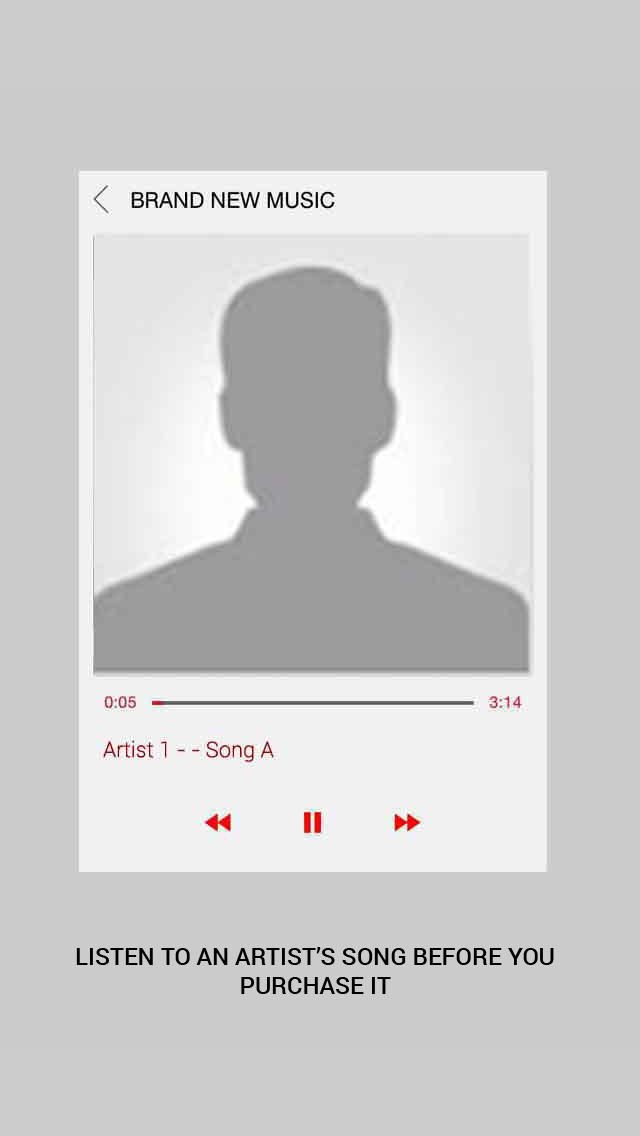 BRAND NEW MUSIC
0:05 3:14
Artist 1 - - Song A
LISTEN TO AN ARTIST’S SONG BEFORE YOU
PURCHASE IT